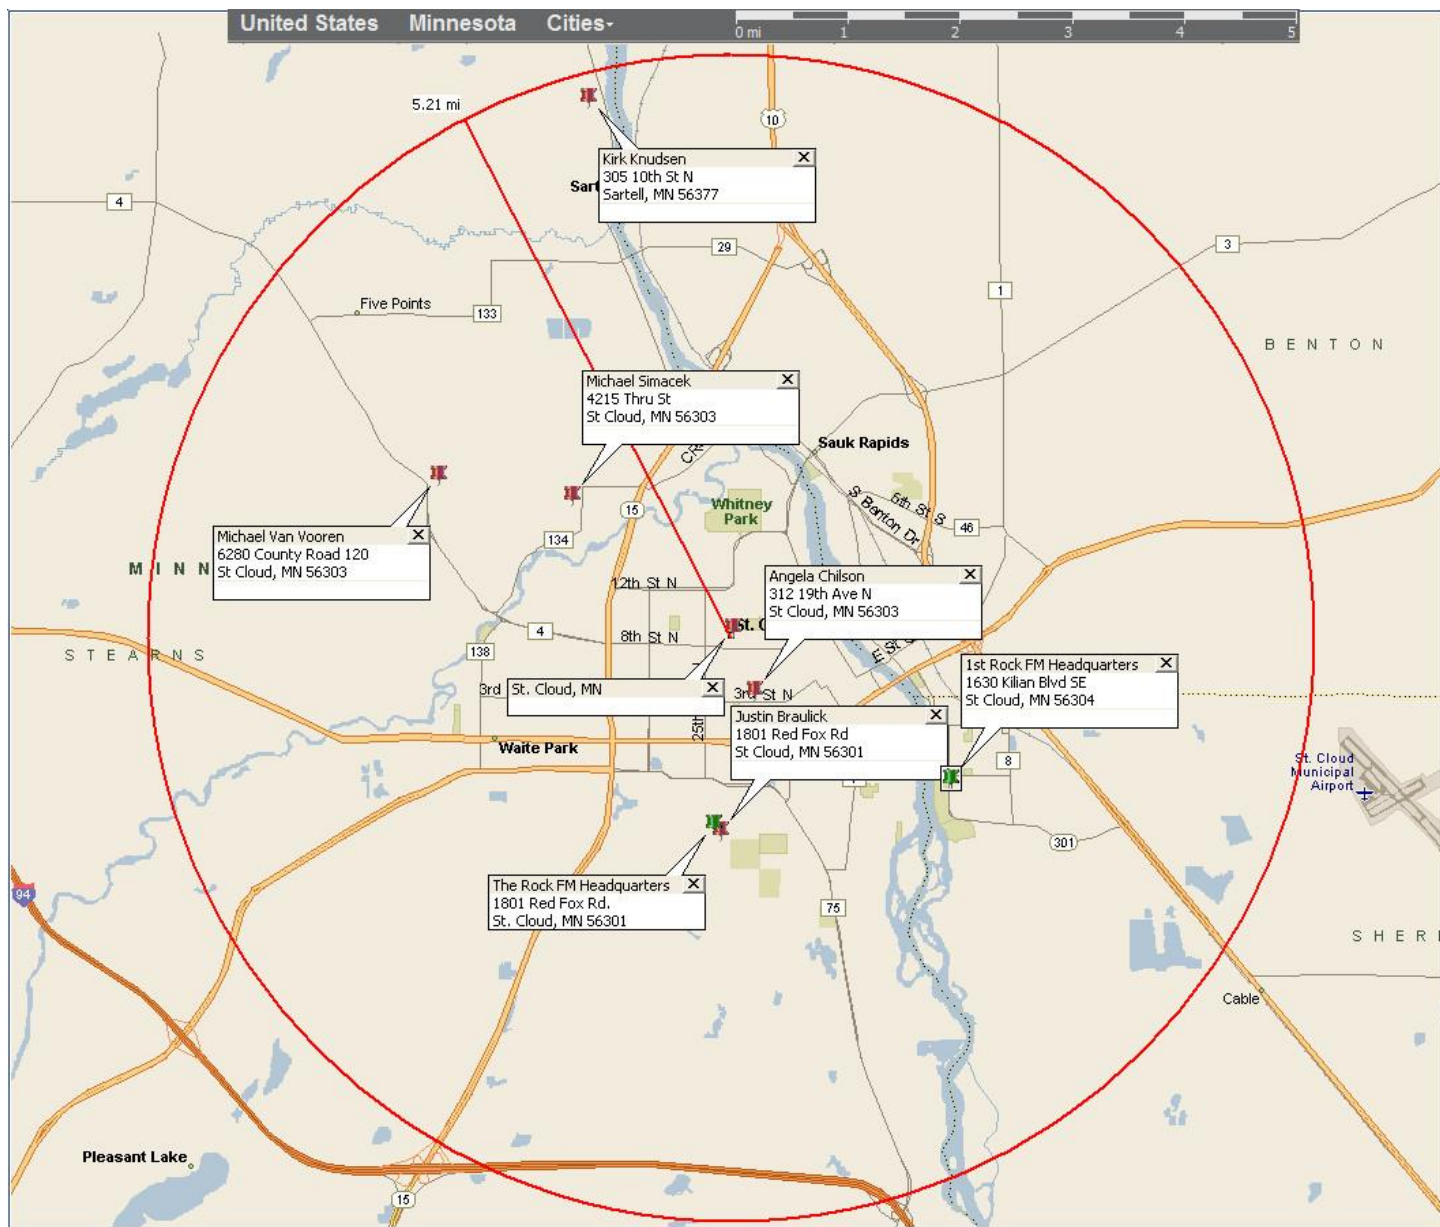 United States Minnesota Cities-
0 mi 1 2 3 4 5
5.21 mi
10
Kirk Knudsen
305 10th St N
Sartell, MN 56377
Sart
4
29
3
1
Five Points
133
BENTON
Michael Simacek
4215 Thru St
St Cloud, MN 56303
CR
Sauk Rapids
Whitney
Park
15
6th St S
S Benton Dr
46
134
Michael Van Vooren
6280 County Road 120
St Cloud, MN 56303
MINN
Angela Chilson
312 19th Ave N
St Cloud, MN 56303
12th St N
St. C
4
8th St N
E St
STEARNS
138
1st Rock FM Headquarters
1630 Kilian Blvd SE
St Cloud, MN 56304
St. Cloud, MN
3rd
3rd St N
25th
Justin Braulick
1801 Red Fox Rd
St Cloud, MN 56301
Waite Park
8
St. Cloud
Municipal
Airport
301
The Rock FM Headquarters
1801 Red Fox Rd.
St. Cloud, MN 56301
94
75
SHER
Cable
Pleasant Lake
15